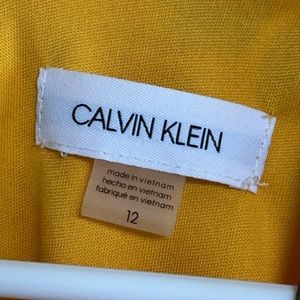 CALVIN KLEIN
made in vietnam
hecho en vietnam
fabriqué en vietnam
12